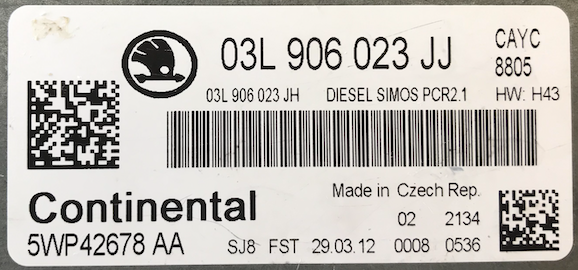 03L 906 023 JJ CAYC
8805
03L 906 023 JH DIESEL SIMOS PCR2.1 HW: H43
Continental
Made in Czech Rep.
02 2134
5WP42678 AA SJ8 FST 29.03.12 0008 0536